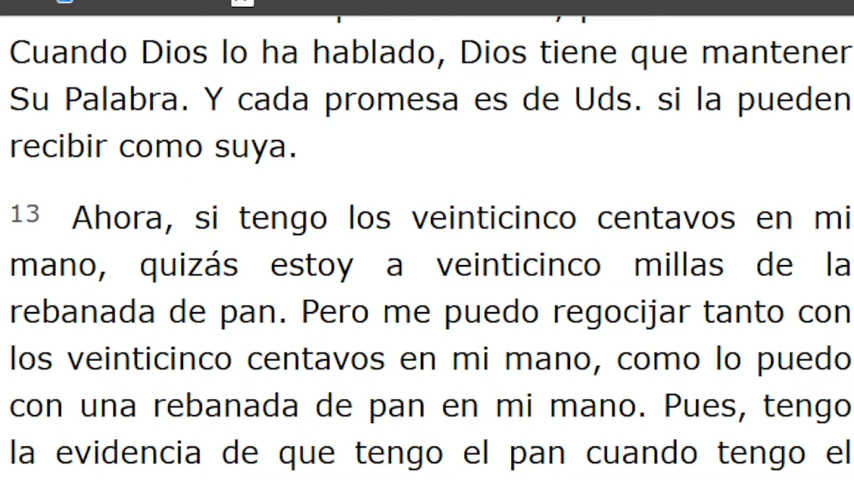 Cuando Dios lo ha hablado, Dios tiene que mantener
Su Palabra. Y cada promesa es de Uds. si la pueden
recibir como suya.
13 Ahora, si tengo los veinticinco centavos en mi
mano, quizás estoy a veinticinco millas de la
rebanada de pan. Pero me puedo regocijar tanto con
los veinticinco centavos en mi mano, como lo puedo
con una rebanada de pan en mi mano. Pues, tengo
la evidencia de que tengo el pan cuando tengo el